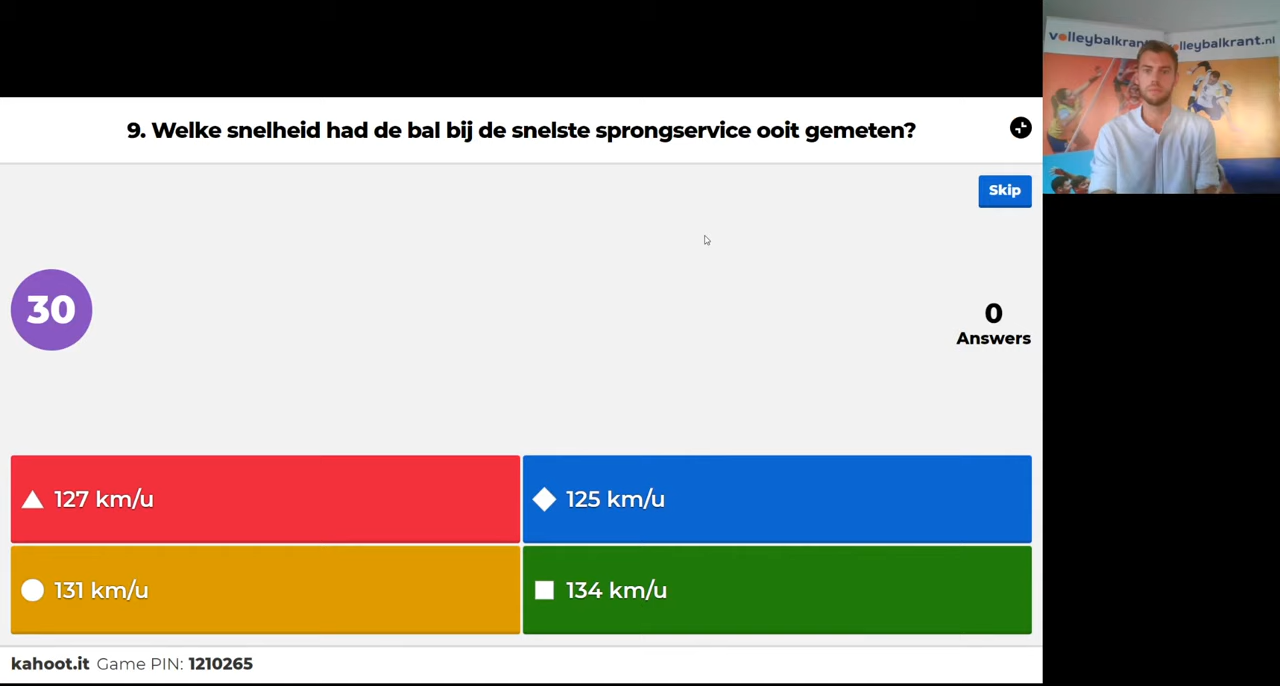 volleybalkrant
volleybalkrant.nl
9. Welke snelheid had de bal bij de snelste sprongservice ooit gemeten?
Skip
30
0
Answers
127 km/u
125 km/u
131 km/u
134 km/u
kahoot.it Game PIN: 1210265